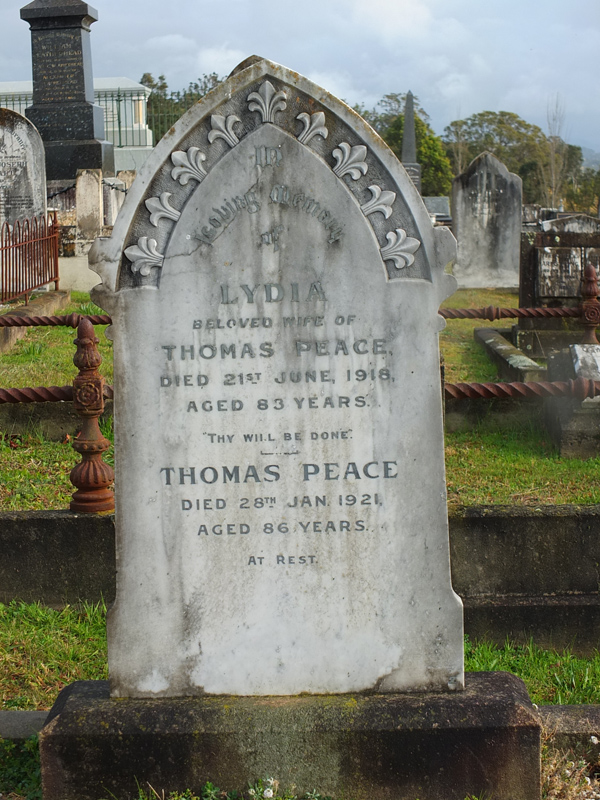 In
Loving Memory
of
LYDIA
BELOVED WIFE OF
THOMAS PEACE,
DIED 21ST JUNE, 1918,
AGED 83 YEARS.
"THY WILL BE DONE".
THOMAS PEACE
DIED 28TH JAN. 1921,
AGED 86 YEARS.
AT REST.